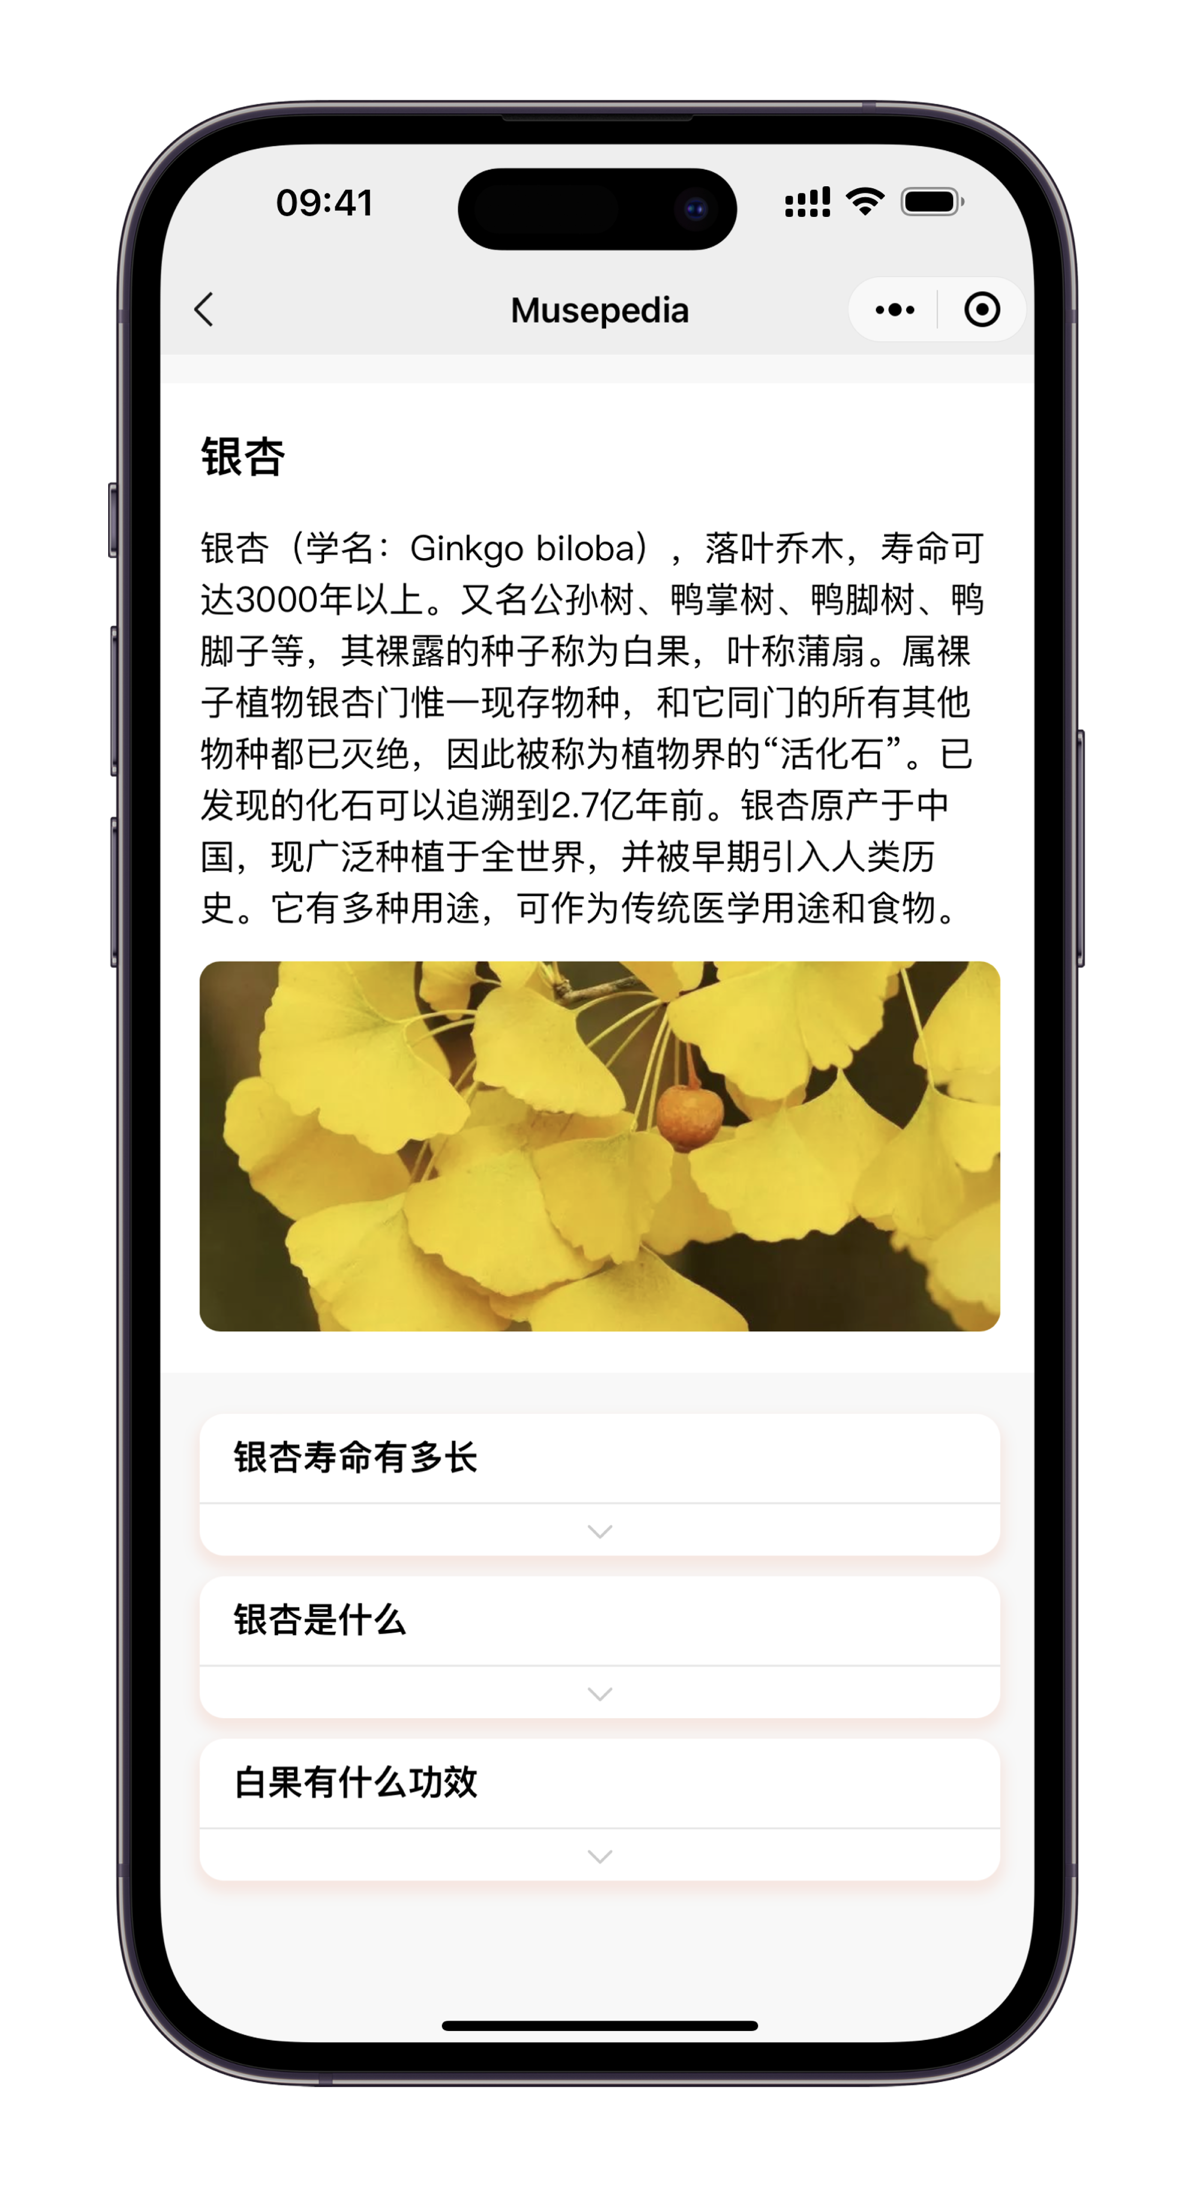 09:41
Musepedia
银杏
银杏（学名：Ginkgo biloba），落叶乔木，寿命可
达3000年以上。又名公孙树、鸭掌树、鸭脚树、鸭
脚子等，其裸露的种子称为白果，叶称蒲扇。属裸
子植物银杏门惟一现存物种，和它同门的所有其他
物种都已灭绝，因此被称为植物界的“活化石”。已
发现的化石可以追溯到2.7亿年前。银杏原产于中
国，现广泛种植于全世界，并被早期引入人类历
史。它有多种用途，可作为传统医学用途和食物。
银杏寿命有多长
银杏是什么
白果有什么功效